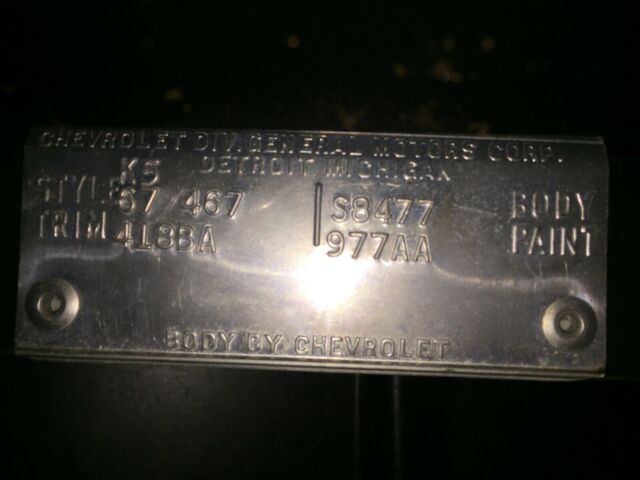 CHEVROLET DIV. GENERAL MOTORS CORP.
DETROIT MICHIGAN
K5
STYLE 67/467 S8477 BODY
TRIM 418BA 977AA PAINT
BODY BY CHEVROLET